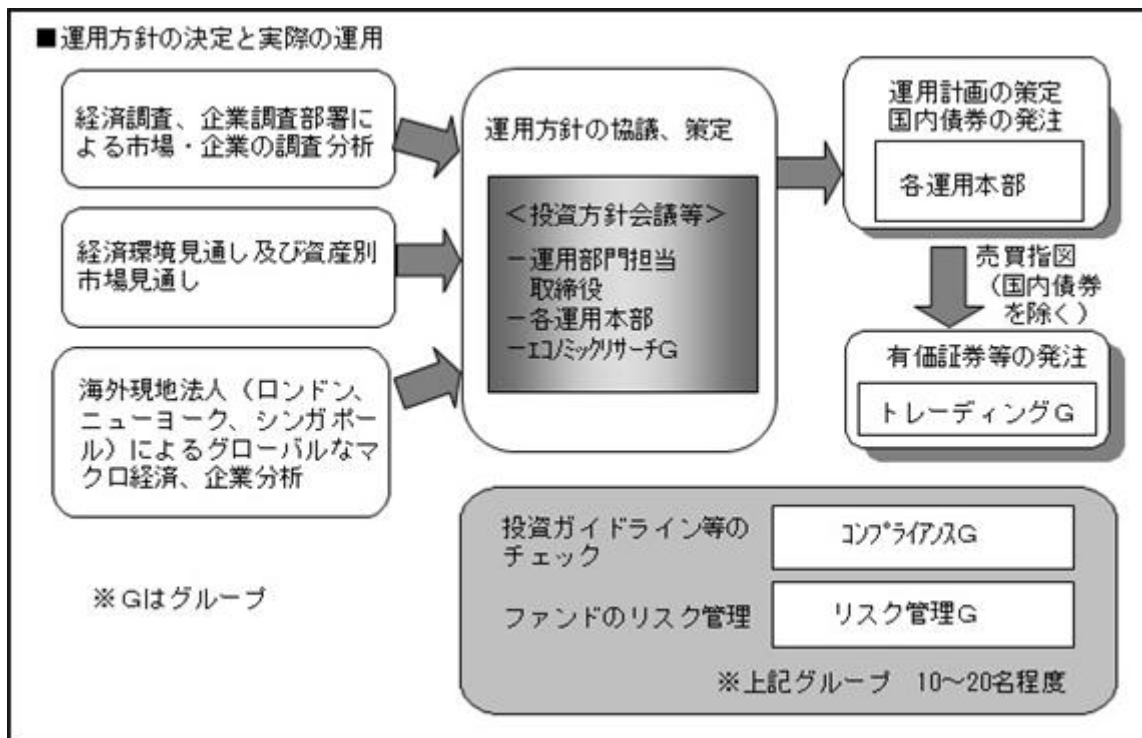 ■運用方針の決定と実際の運用
経済調査、企業調査部署に
よる市場・企業の調査分析
経済環境見通し及び資産別
市場見通し
海外現地法人（ロンドン、
ニューヨーク、シンガポー
ル）によるグローバルなマ
クロ経済、企業分析
※Gはグループ
運用方針の協議、策定
＜投資方針会議等＞
－運用部門担当
取締役
－各運用本部
－ｴｺﾉﾐｯｸﾘｻｰﾁG
運用計画の策定
国内債券の発注
各運用本部
売買指図
（国内債券
を除く）
有価証券等の発注
トレーディングG
投資ガイドライン等の
チェック
ｺﾝﾌﾟﾗｲｱﾝｽG
ファンドのリスク管理
リスク管理G
※上記グループ　10～20名程度